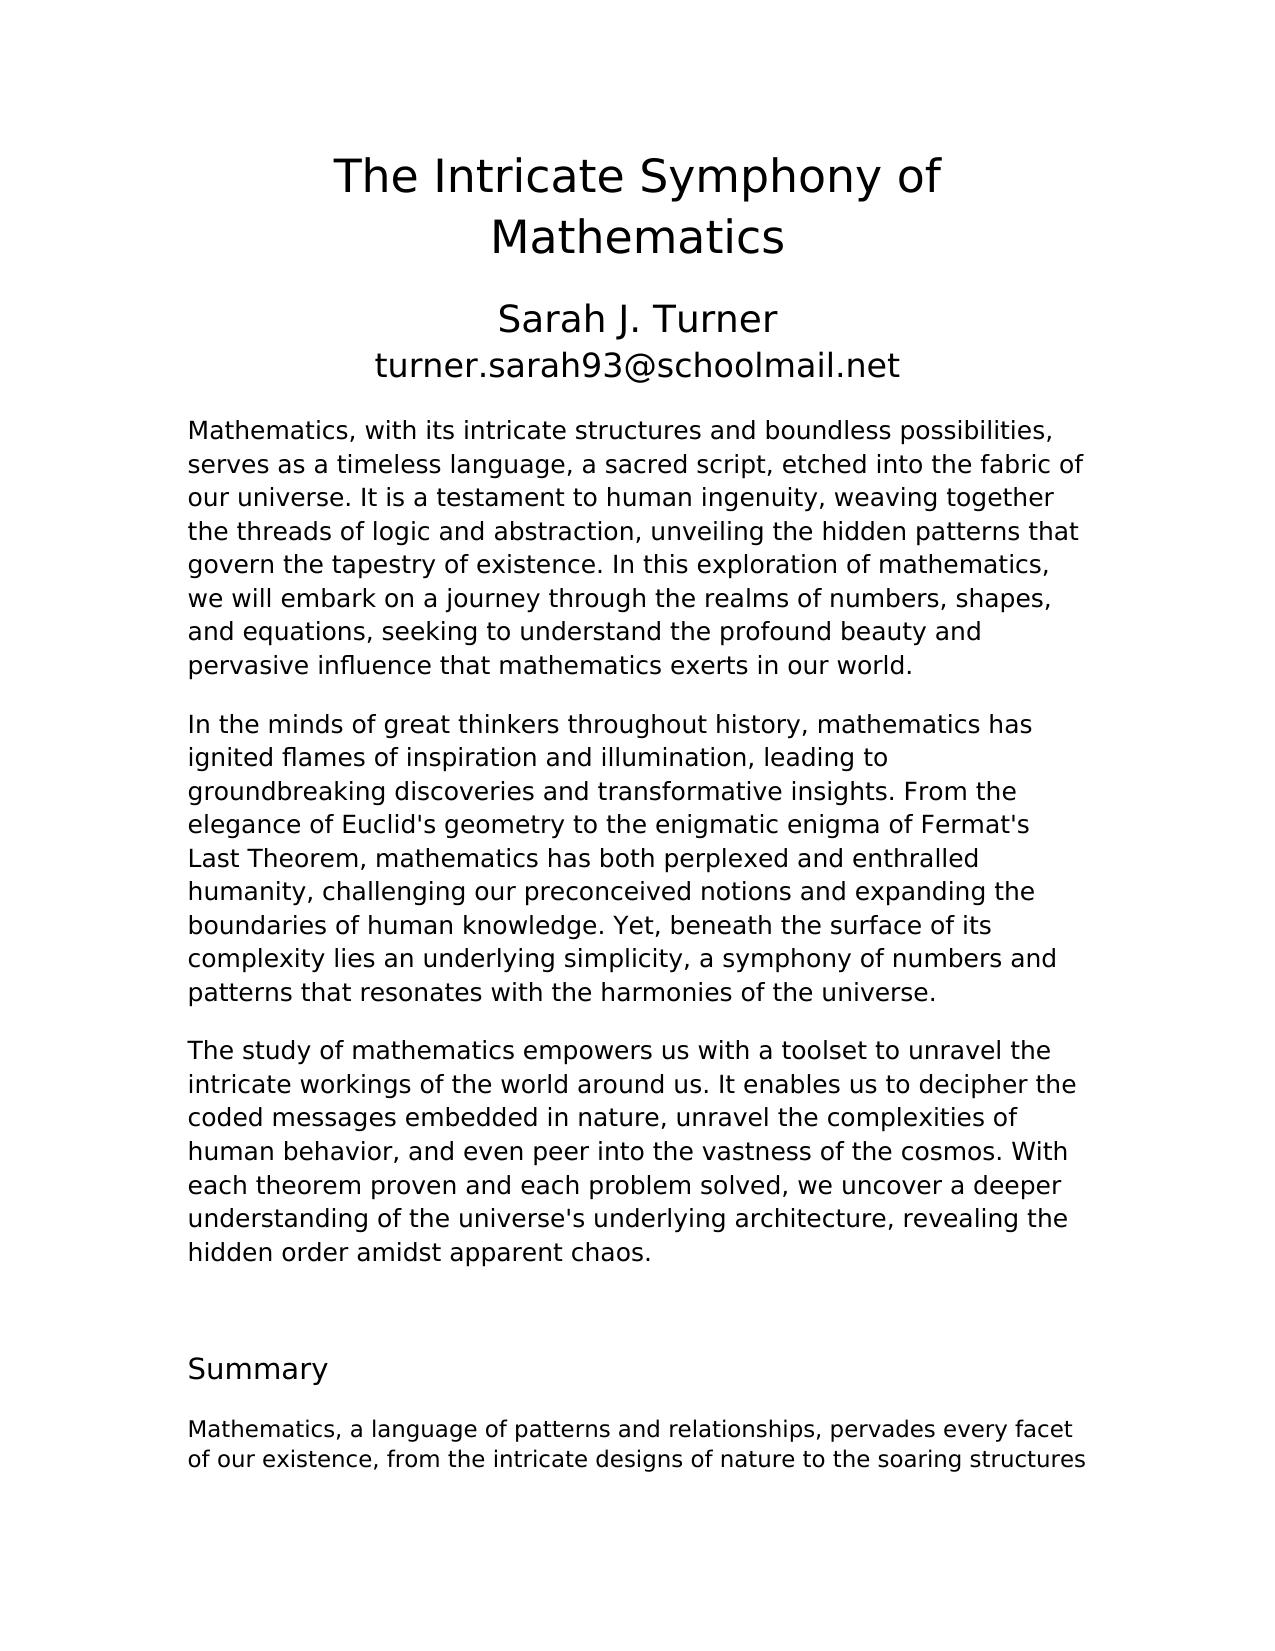 The Intricate Symphony of
Mathematics
Sarah J. Turner
turner.sarah93@schoolmail.net
Mathematics, with its intricate structures and boundless possibilities,
serves as a timeless language, a sacred script, etched into the fabric of
our universe. It is a testament to human ingenuity, weaving together
the threads of logic and abstraction, unveiling the hidden patterns that
govern the tapestry of existence. In this exploration of mathematics,
we will embark on a journey through the realms of numbers, shapes,
and equations, seeking to understand the profound beauty and
pervasive influence that mathematics exerts in our world.
In the minds of great thinkers throughout history, mathematics has
ignited flames of inspiration and illumination, leading to
groundbreaking discoveries and transformative insights. From the
elegance of Euclid's geometry to the enigmatic enigma of Fermat's
Last Theorem, mathematics has both perplexed and enthralled
humanity, challenging our preconceived notions and expanding the
boundaries of human knowledge. Yet, beneath the surface of its
complexity lies an underlying simplicity, a symphony of numbers and
patterns that resonates with the harmonies of the universe.
The study of mathematics empowers us with a toolset to unravel the
intricate workings of the world around us. It enables us to decipher the
coded messages embedded in nature, unravel the complexities of
human behavior, and even peer into the vastness of the cosmos. With
each theorem proven and each problem solved, we uncover a deeper
understanding of the universe's underlying architecture, revealing the
hidden order amidst apparent chaos.
Summary
Mathematics, a language of patterns and relationships, pervades every facet
of our existence, from the intricate designs of nature to the soaring structures